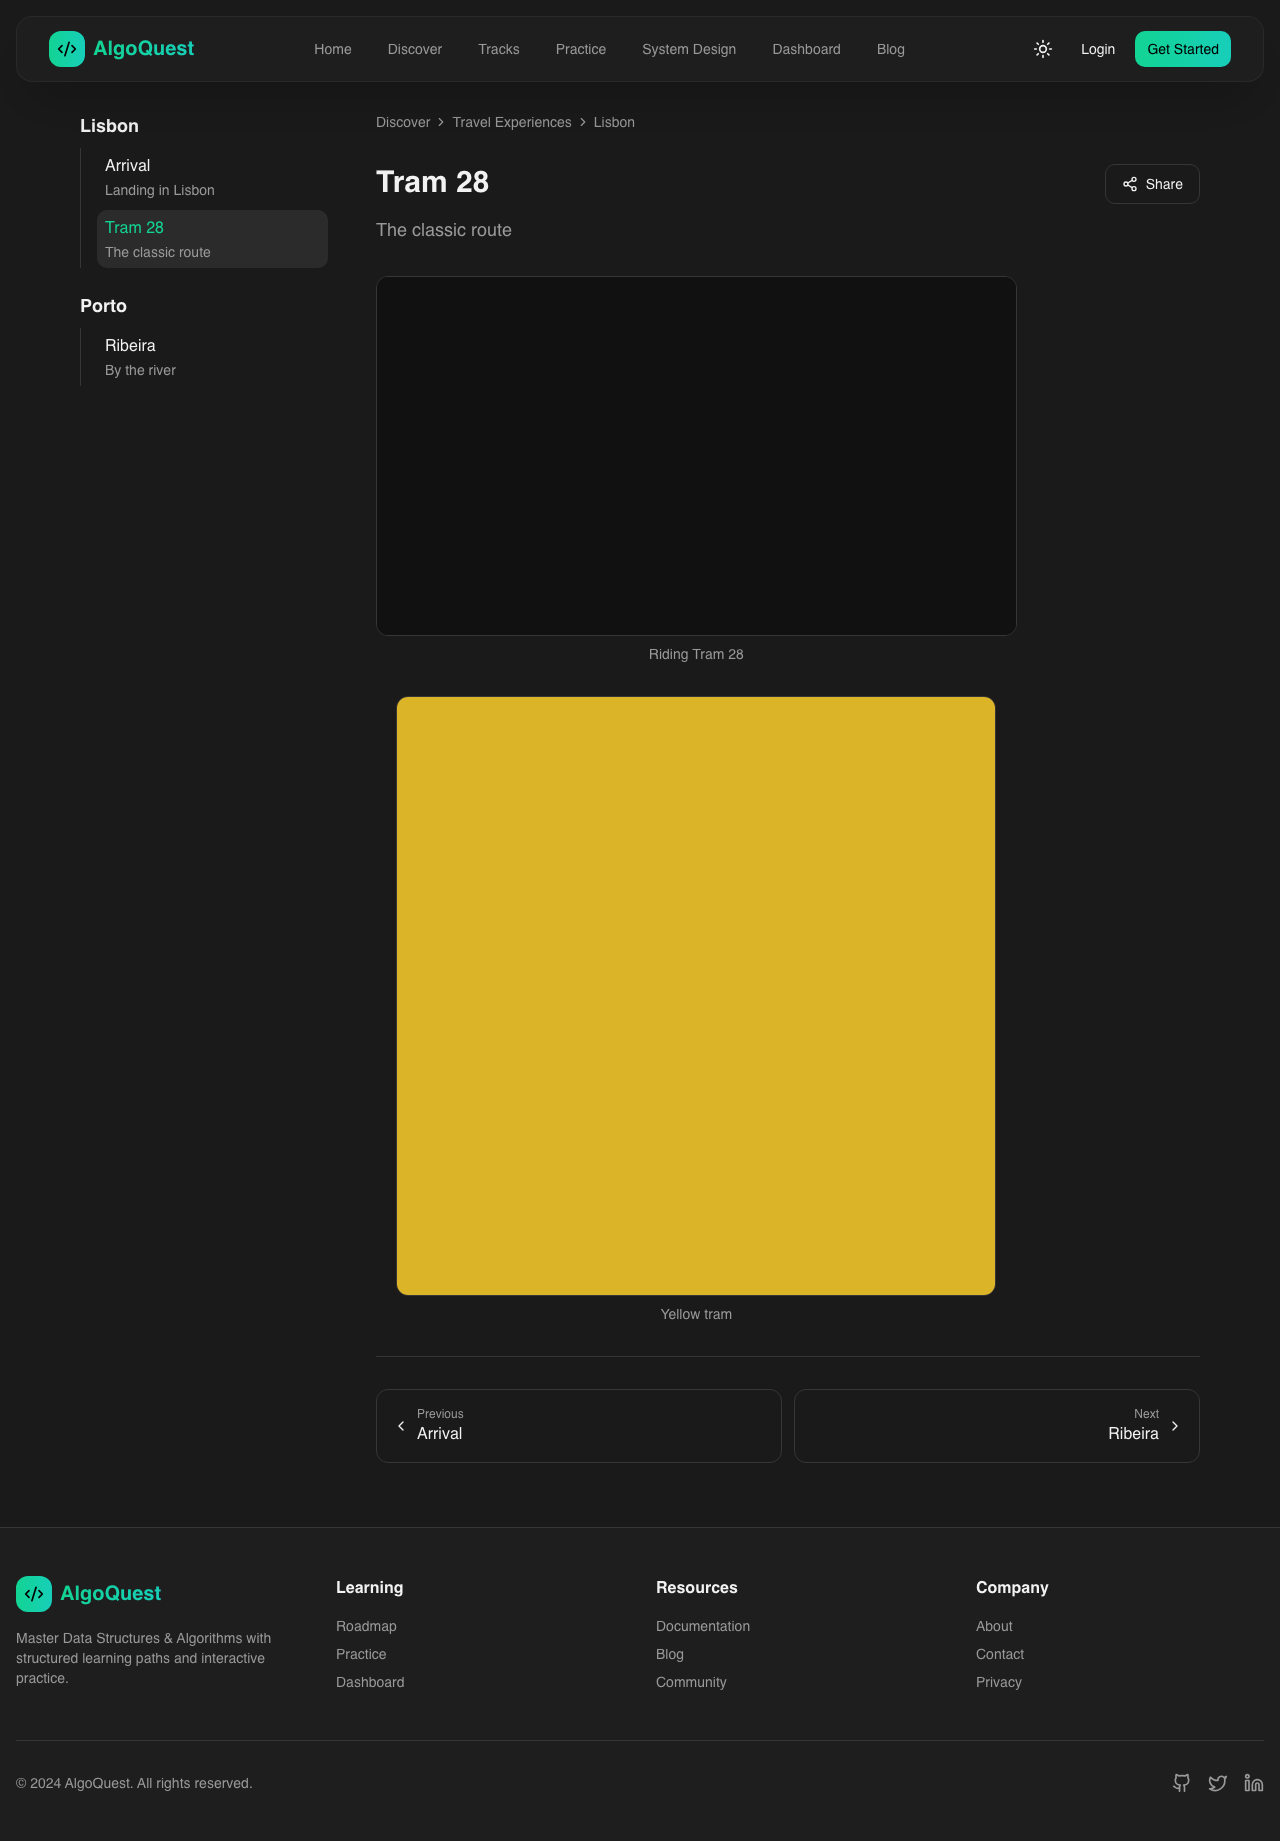 AlgoQuest
Home
Discover
Tracks
Practice
System Design
Dashboard
Blog
Login
Get Started
Lisbon
Arrival
Landing in Lisbon
Tram 28
The classic route
Porto
Ribeira
By the river
Discover
Travel Experiences
Lisbon
Tram 28
Share
The classic route
Riding Tram 28
Yellow tram
Previous
Arrival
Next
Ribeira
AlgoQuest
Master Data Structures & Algorithms with
structured learning paths and interactive
practice.
Learning
Roadmap
Practice
Dashboard
Resources
Documentation
Blog
Community
Company
About
Contact
Privacy
© 2024 AlgoQuest. All rights reserved.